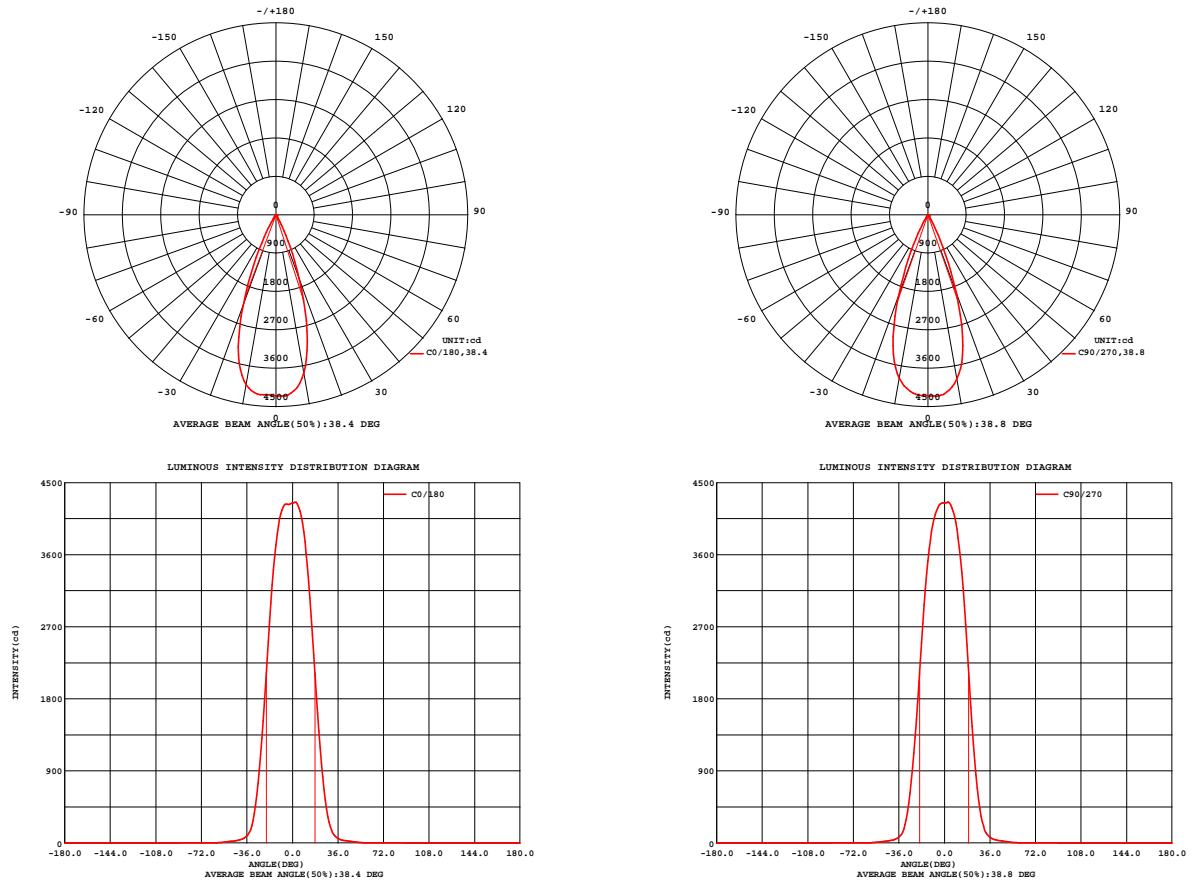 -/+180
-150 150
-120 120
-90 90
0
900
1800
2700
3600
4500
-60 60
-30 30
0
UNIT:cd
C0/180,38.4
AVERAGE BEAM ANGLE(50%):38.4 DEG
-/+180
-150 150
-120 120
-90 90
0
900
1800
2700
3600
4500
-60 60
-30 30
0
UNIT:cd
C90/270,38.8
AVERAGE BEAM ANGLE(50%):38.8 DEG
LUMINOUS INTENSITY DISTRIBUTION DIAGRAM
C0/180
INTENSITY(cd)
4500
3600
2700
1800
900
0
-180.0 -144.0 -108.0 -72.0 -36.0 0.0 36.0 72.0 108.0 144.0 180.0
ANGLE(DEG)
AVERAGE BEAM ANGLE(50%):38.4 DEG
LUMINOUS INTENSITY DISTRIBUTION DIAGRAM
C90/270
INTENSITY(cd)
4500
3600
2700
1800
900
0
-180.0 -144.0 -108.0 -72.0 -36.0 0.0 36.0 72.0 108.0 144.0 180.0
ANGLE(DEG)
AVERAGE BEAM ANGLE(50%):38.8 DEG